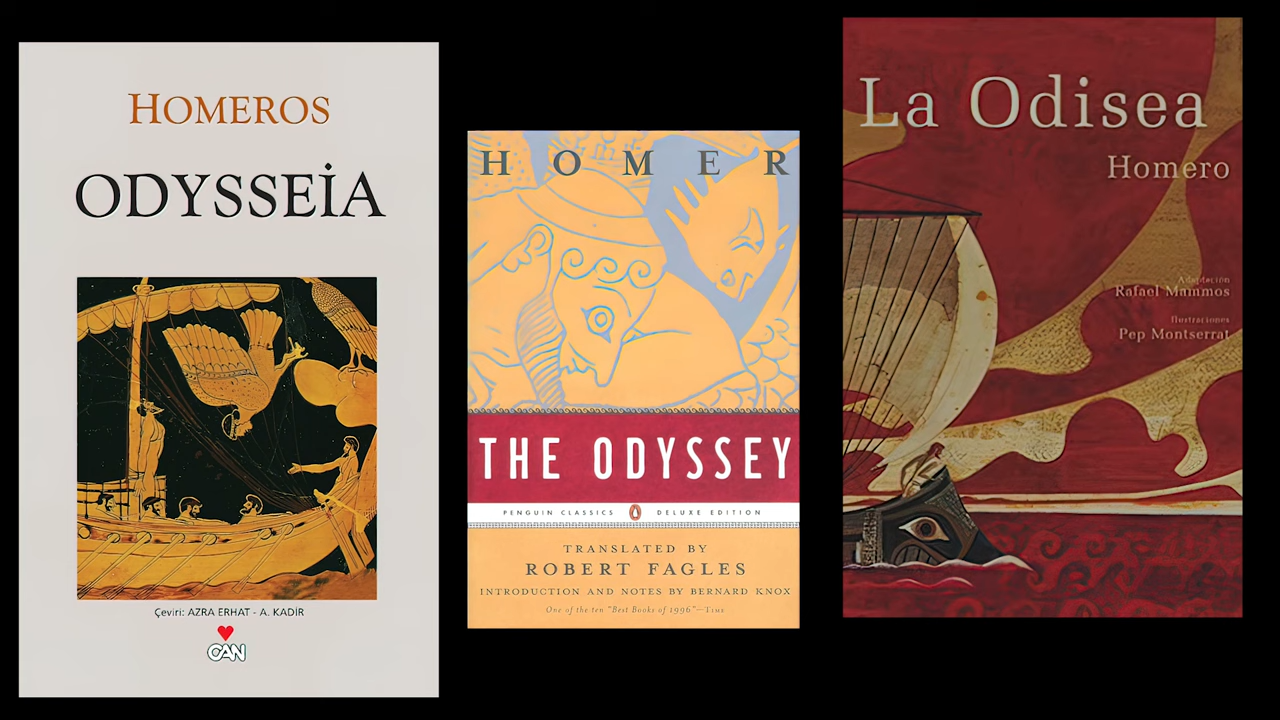 HOMEROS
ODYSSEİA
Çeviri: AZRA ERHAT - A. KADİR
CAN
HOMER
THE ODYSSEY
PENGUIN CLASSICS DELUXE EDITION
TRANSLATED BY
ROBERT FAGLES
INTRODUCTION AND NOTES BY BERNARD KNOX
One of the ten "Best Books of 1996"—TIME
La Odisea
Homero
Adaptación
Rafael Mammos
Ilustraciones
Pep Montserrat